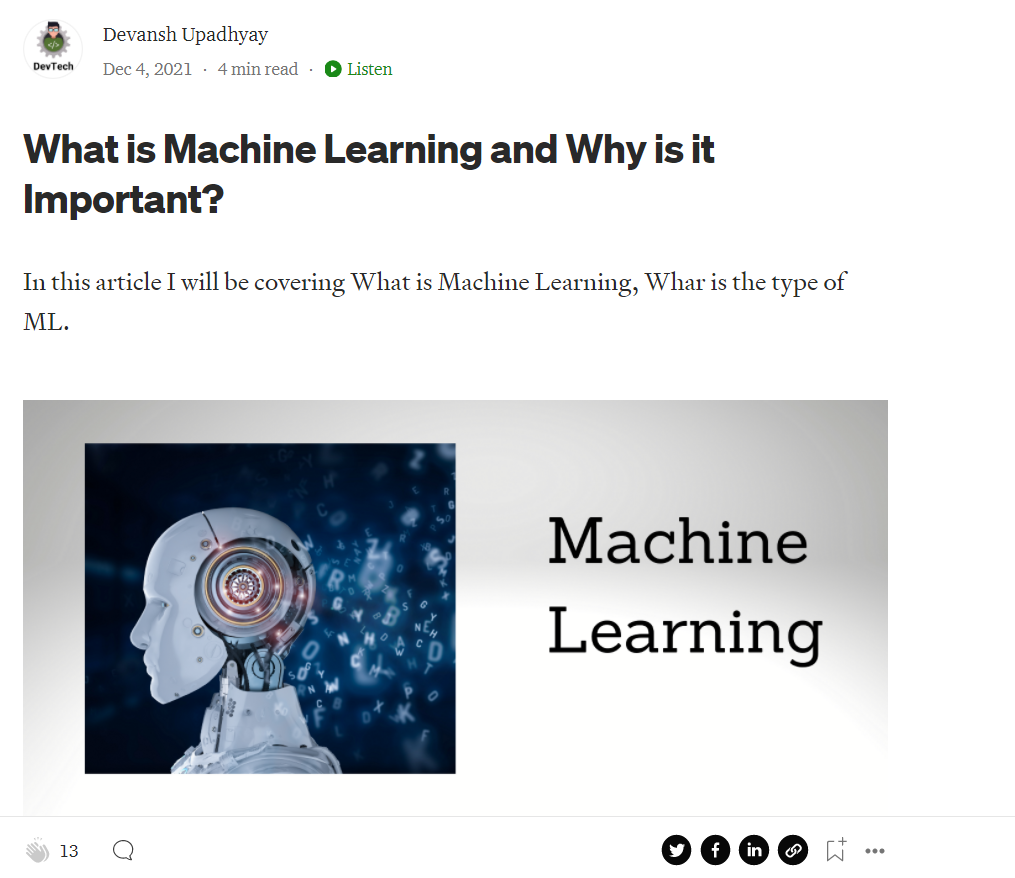 DevTech
Devansh Upadhyay
Dec 4, 2021 · 4 min read · Listen
What is Machine Learning and Why is it
Important?
In this article I will be covering What is Machine Learning, Whar is the type of
ML.
Machine
Learning
13